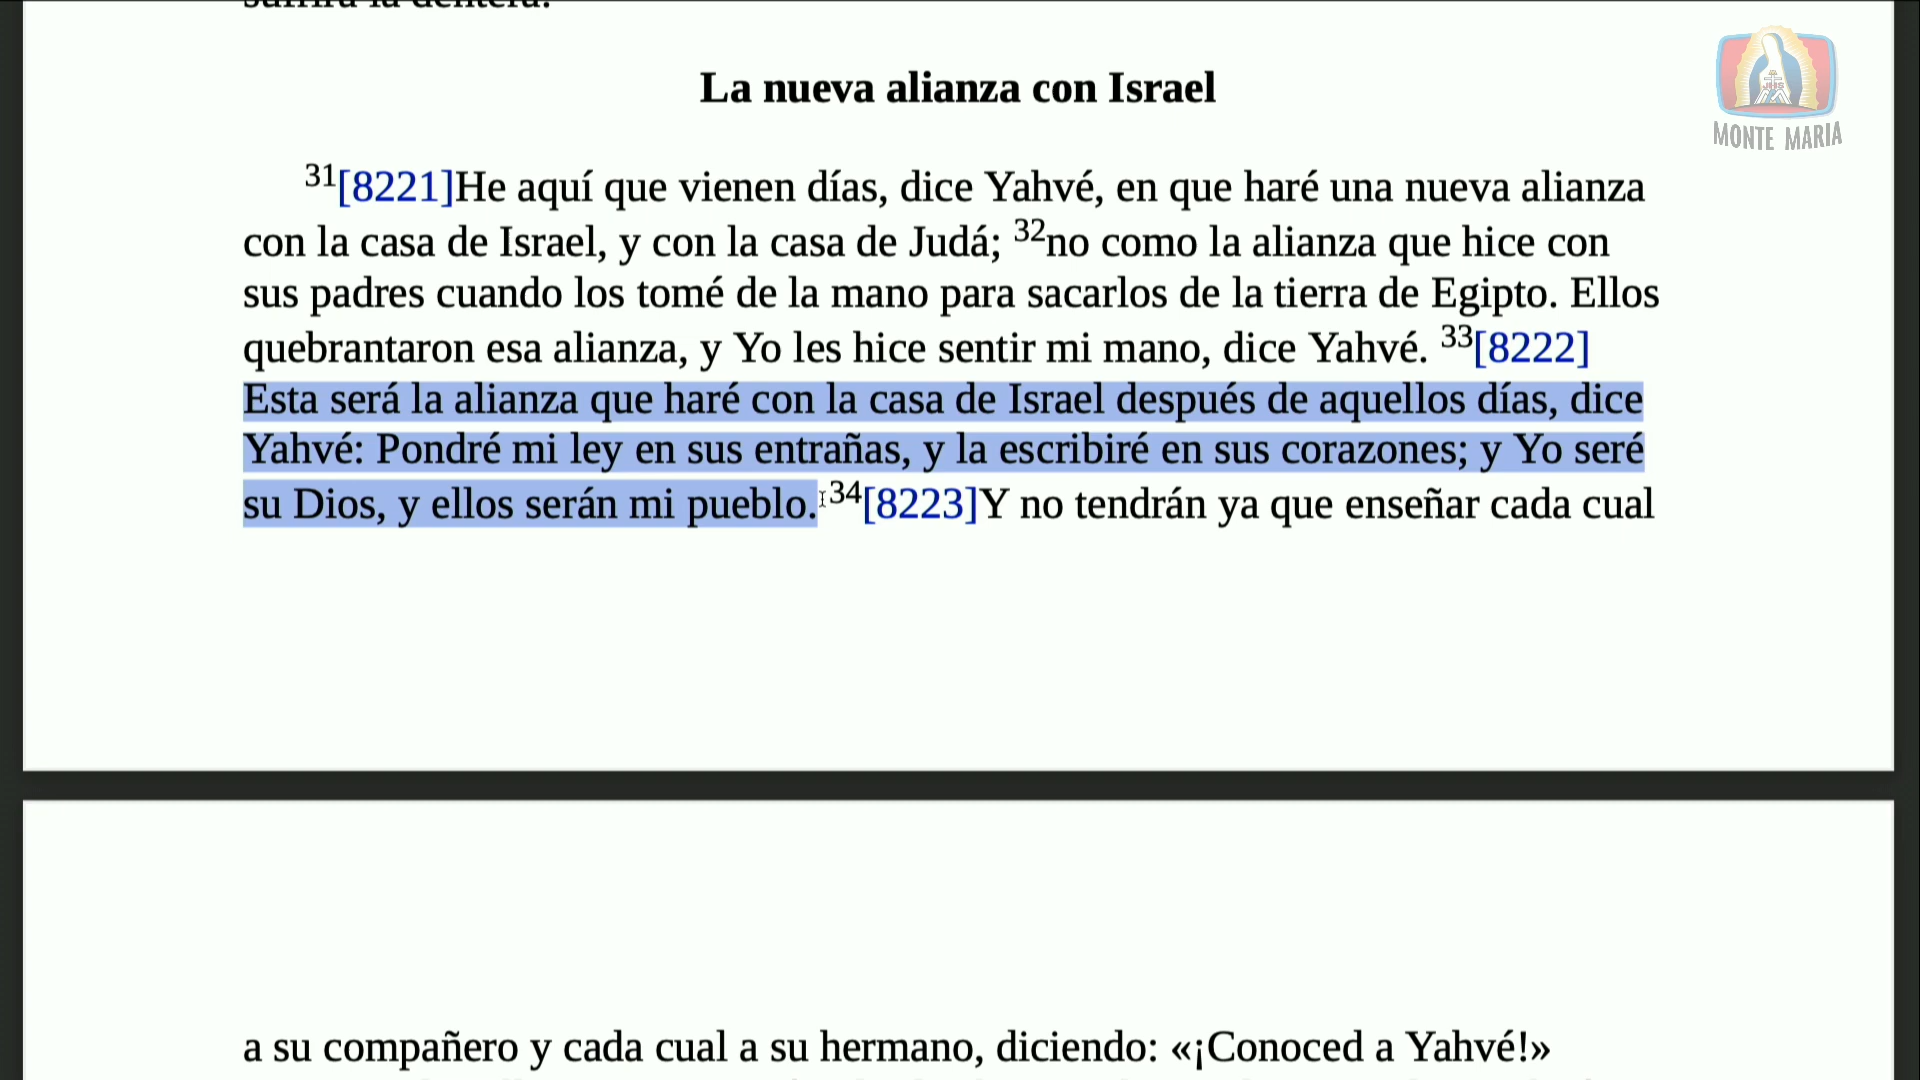 sufrirá la dentera.
La nueva alianza con Israel
MONTE MARIA
31[8221]He aquí que vienen días, dice Yahvé, en que haré una nueva alianza
con la casa de Israel, y con la casa de Judá; 32no como la alianza que hice con
sus padres cuando los tomé de la mano para sacarlos de la tierra de Egipto. Ellos
quebrantaron esa alianza, y Yo les hice sentir mi mano, dice Yahvé. 33[8222]
Esta será la alianza que haré con la casa de Israel después de aquellos días, dice
Yahvé: Pondré mi ley en sus entrañas, y la escribiré en sus corazones; y Yo seré
su Dios, y ellos serán mi pueblo. 34[8223]Y no tendrán ya que enseñar cada cual
a su compañero y cada cual a su hermano, diciendo: «¡Conoced a Yahvé!»